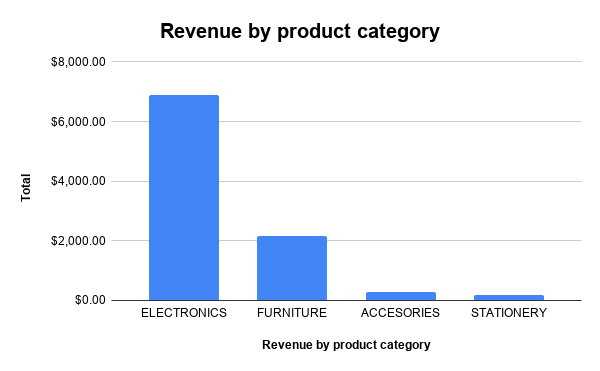 Revenue by product category
$8,000.00
$6,000.00
$4,000.00
$2,000.00
$0.00
Total
ELECTRONICS
FURNITURE
ACCESORIES
STATIONERY
Revenue by product category